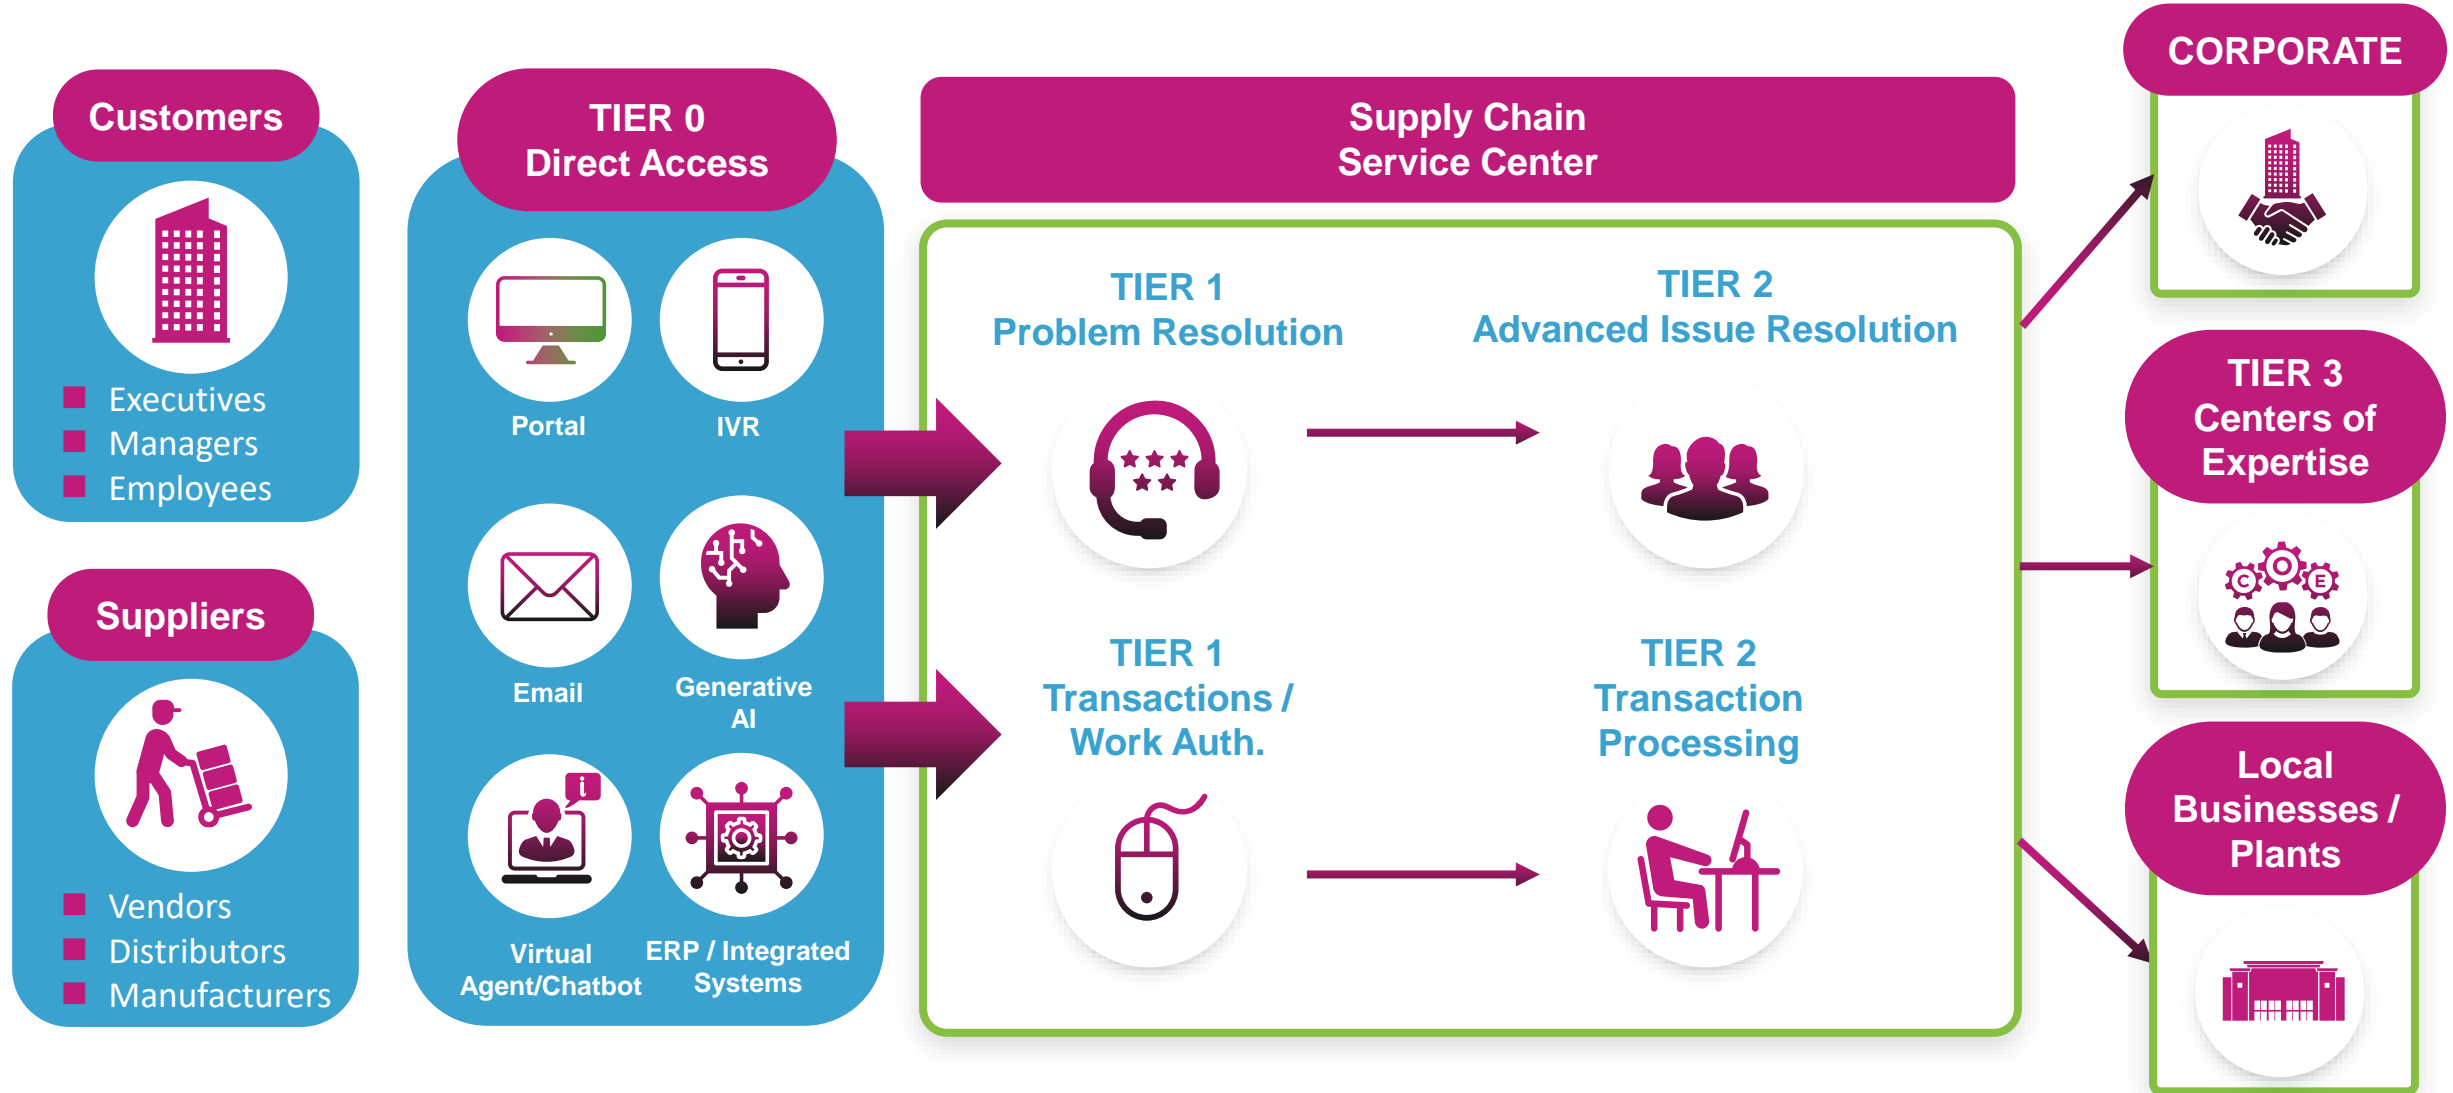 Customers
Executives
Managers
Employees
Suppliers
Vendors
Distributors
Manufacturers
TIER 0
Direct Access
Portal
IVR
Email
Generative
AI
Virtual
Agent/Chatbot
ERP / Integrated
Systems
Supply Chain
Service Center
TIER 1
Problem Resolution
TIER 2
Advanced Issue Resolution
TIER 1
Transactions /
Work Auth.
TIER 2
Transaction
Processing
CORPORATE
TIER 3
Centers of
Expertise
C O E
Local
Businesses /
Plants